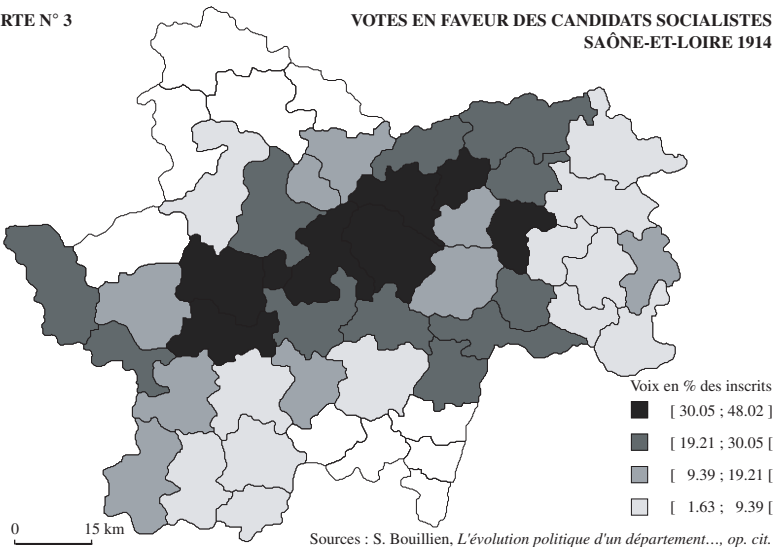 RTE N° 3
VOTES EN FAVEUR DES CANDIDATS SOCIALISTES
SAÔNE-ET-LOIRE 1914
Voix en % des inscrits
[ 30.05 ; 48.02 ]
[ 19.21 ; 30.05 [
[ 9.39 ; 19.21 [
[ 1.63 ; 9.39 [
0 15 km
Sources : S. Bouillien, L'évolution politique d'un département…, op. cit.